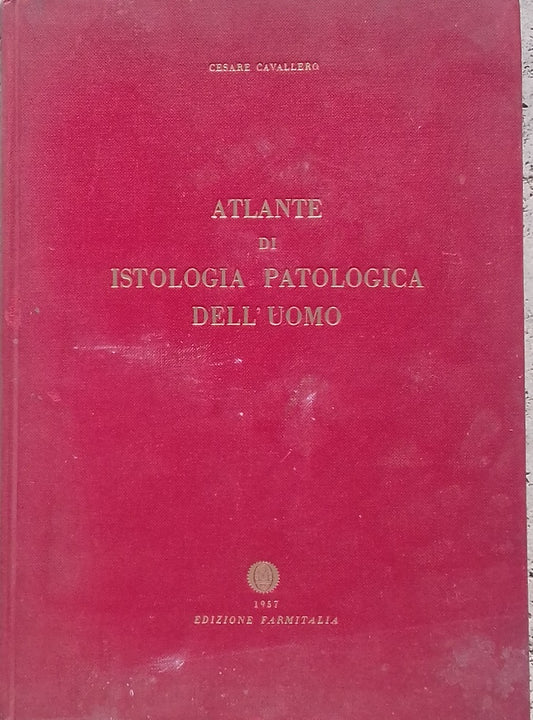 CESARE CAVALLERO
ATLANTE
DI
ISTOLOGIA PATOLOGICA
DELL'UOMO
1957
EDIZIONE FARMITALIA